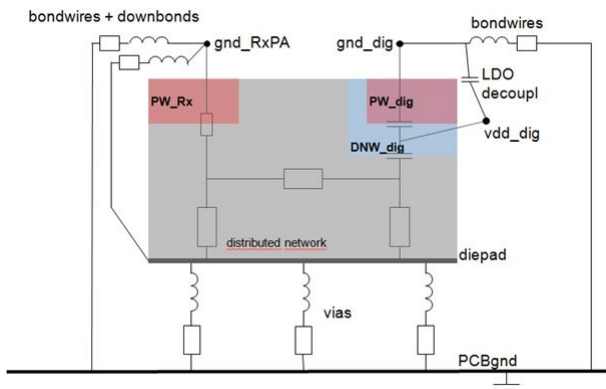 bondwires + downbonds
bondwires
gnd_RxPA
gnd_dig
LDO
decoupl
PW_Rx
PW_dig
vdd_dig
DNW_dig
distributed network
diepad
vias
PCBgnd